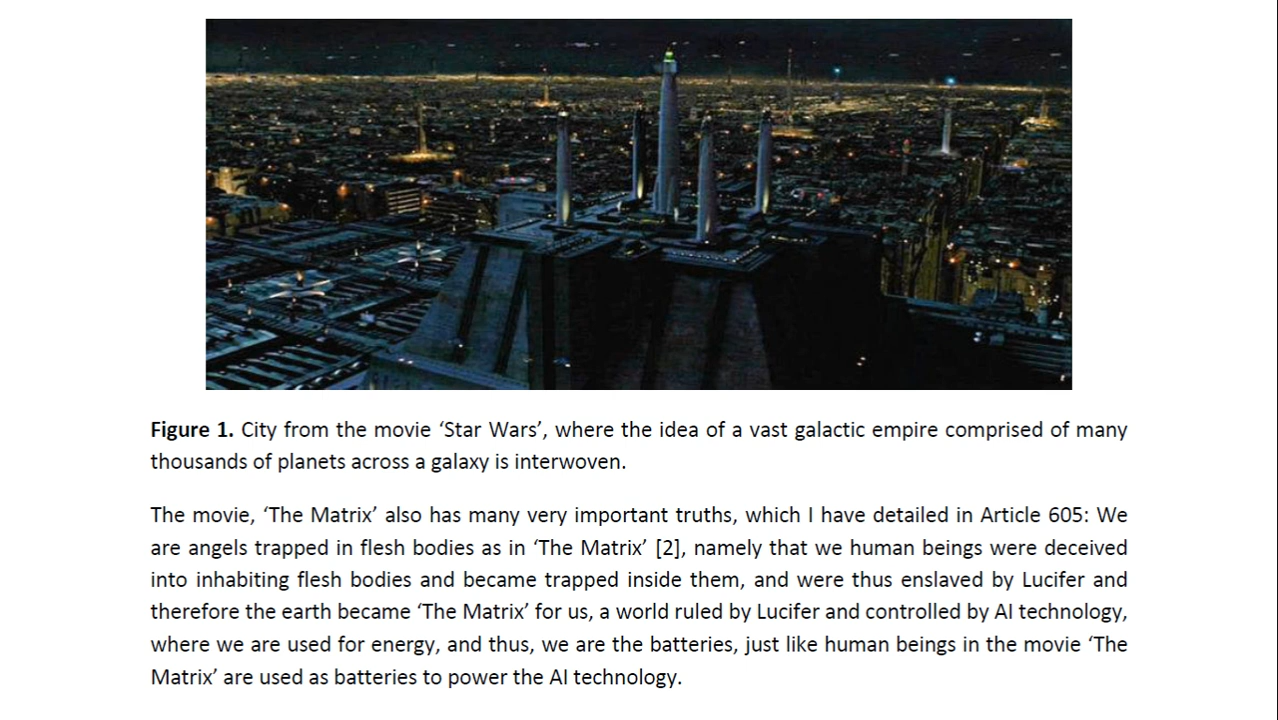 Figure 1. City from the movie ‘Star Wars’, where the idea of a vast galactic empire comprised of many
thousands of planets across a galaxy is interwoven.
The movie, ‘The Matrix’ also has many very important truths, which I have detailed in Article 605: We
are angels trapped in flesh bodies as in ‘The Matrix’ [2], namely that we human beings were deceived
into inhabiting flesh bodies and became trapped inside them, and were thus enslaved by Lucifer and
therefore the earth became ‘The Matrix’ for us, a world ruled by Lucifer and controlled by AI technology,
where we are used for energy, and thus, we are the batteries, just like human beings in the movie ‘The
Matrix’ are used as batteries to power the AI technology.